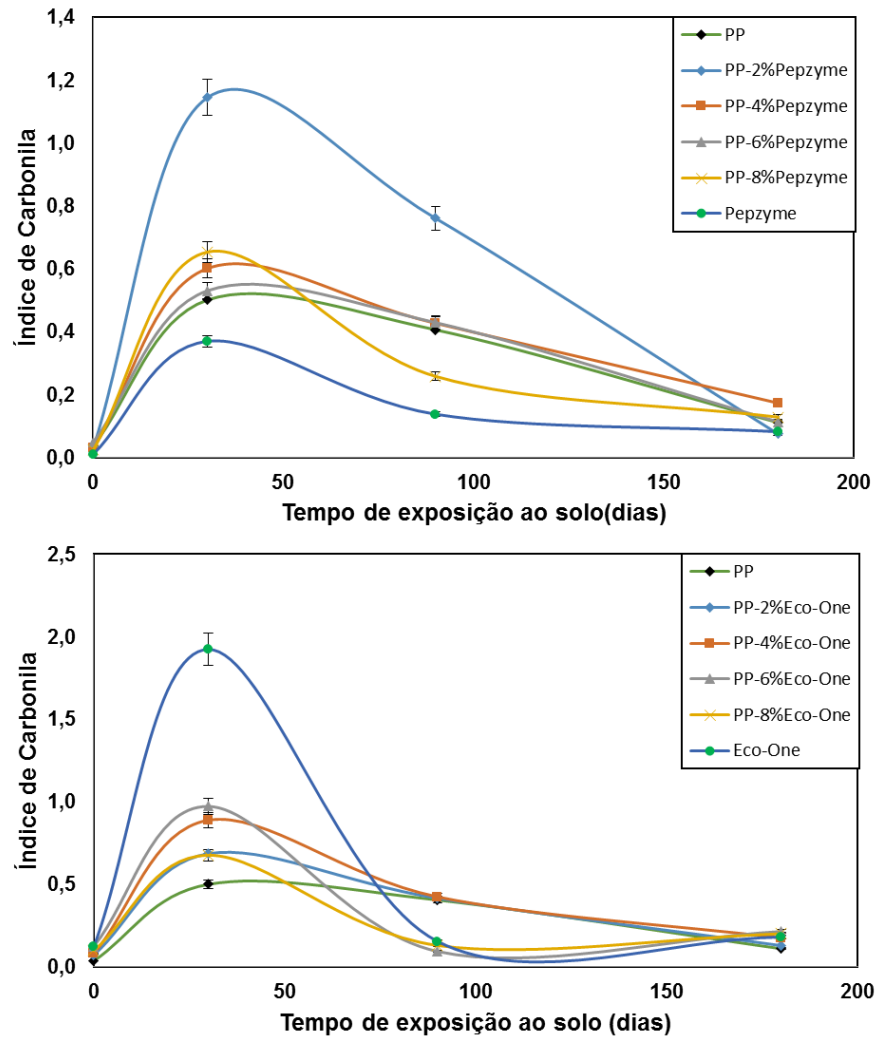 1,4
1,2
1,0
0,8
0,6
0,4
0,2
0,0
Índice de Carbonila
0
50
100
150
200
Tempo de exposição ao solo(dias)
PP
PP-2%Pepzyme
PP-4%Pepzyme
PP-6%Pepzyme
PP-8%Pepzyme
Pepzyme
2,5
2,0
1,5
1,0
0,5
0,0
Índice de Carbonila
0
50
100
150
200
Tempo de exposição ao solo (dias)
PP
PP-2%Eco-One
PP-4%Eco-One
PP-6%Eco-One
PP-8%Eco-One
Eco-One